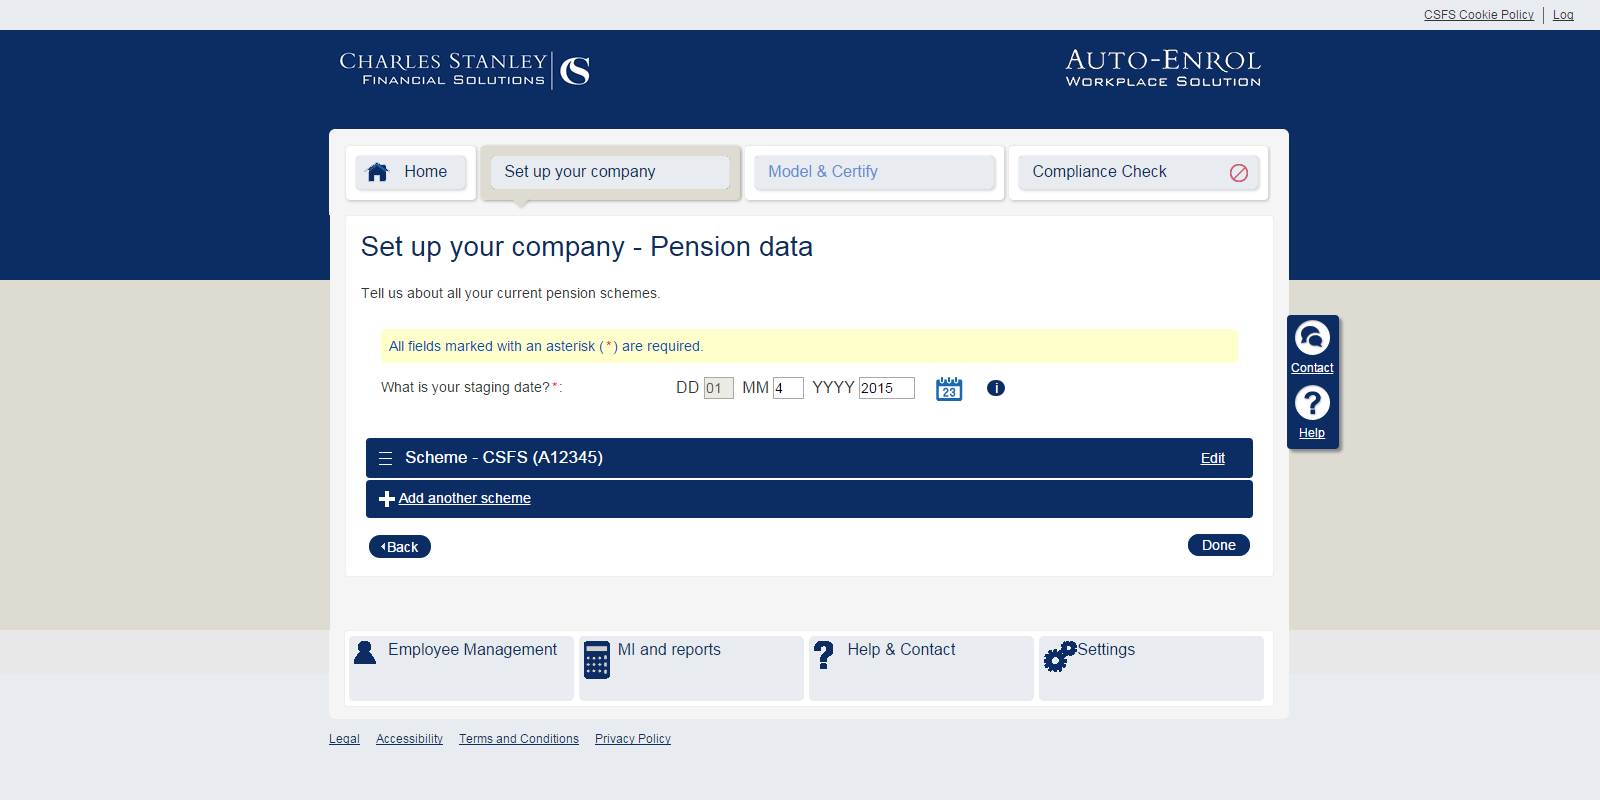 CSFS Cookie Policy
Log
CHARLES STANLEY
FINANCIAL SOLUTIONS
CS
AUTO-ENROL
WORKPLACE SOLUTION
Home
Set up your company
Model & Certify
Compliance Check
Set up your company - Pension data
Tell us about all your current pension schemes.
All fields marked with an asterisk (*) are required.
What is your staging date?*:
DD 01 MM 4 YYYY 2015
23
i
Contact
?
Help
Scheme - CSFS (A12345)
Edit
Add another scheme
Back
Done
Employee Management
MI and reports
? Help & Contact
Settings
Legal
Accessibility
Terms and Conditions
Privacy Policy